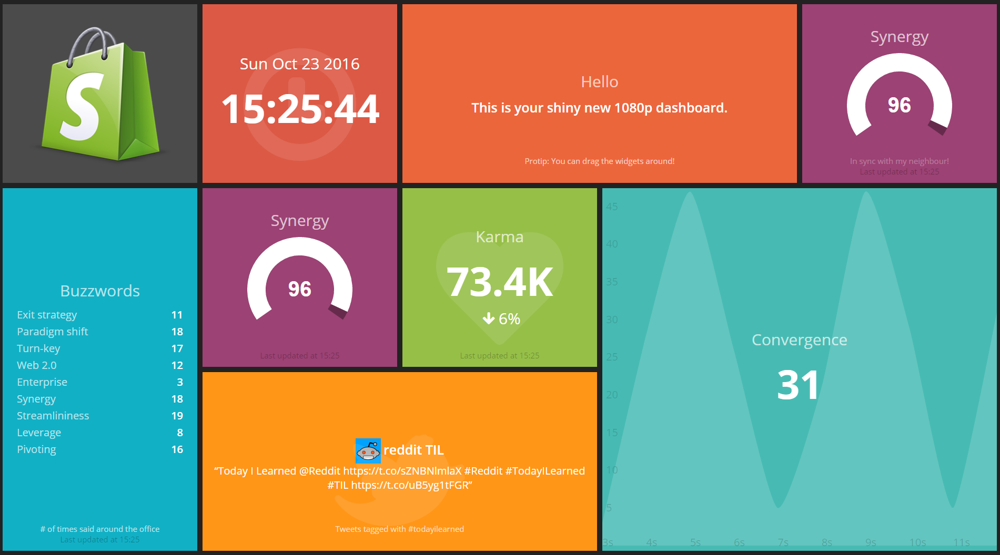 S
Sun Oct 23 2016
15:25:44
Hello
This is your shiny new 1080p dashboard.
Protip: You can drag the widgets around!
Synergy
96
In sync with my neighbour!
Last updated at 15:25
Buzzwords
Exit strategy 11
Paradigm shift 18
Turn-key 17
Web 2.0 12
Enterprise 3
Synergy 18
Streamlininess 19
Leverage 8
Pivoting 16
# of times said around the office
Last updated at 15:25
Synergy
96
Last updated at 15:25
Karma
73.4K
6%
Last updated at 15:25
reddit TIL
“Today I Learned @Reddit https://t.co/sZNBNlmlaX #Reddit #TodayILearned
#TIL https://t.co/uB5yg1tFGR”
Tweets tagged with #todayilearned
Convergence
31
45
40
35
30
25
20
15
10
5
3s 4s 5s 6s 7s 8s 9s 10s 11s